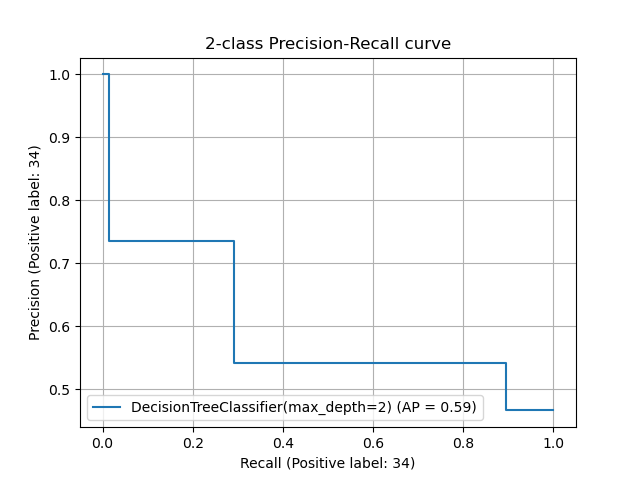 2-class Precision-Recall curve
1.0
0.9
0.8
0.7
0.6
0.5
Precision (Positive label: 34)
DecisionTreeClassifier(max_depth=2) (AP = 0.59)
0.0 0.2 0.4 0.6 0.8 1.0
Recall (Positive label: 34)